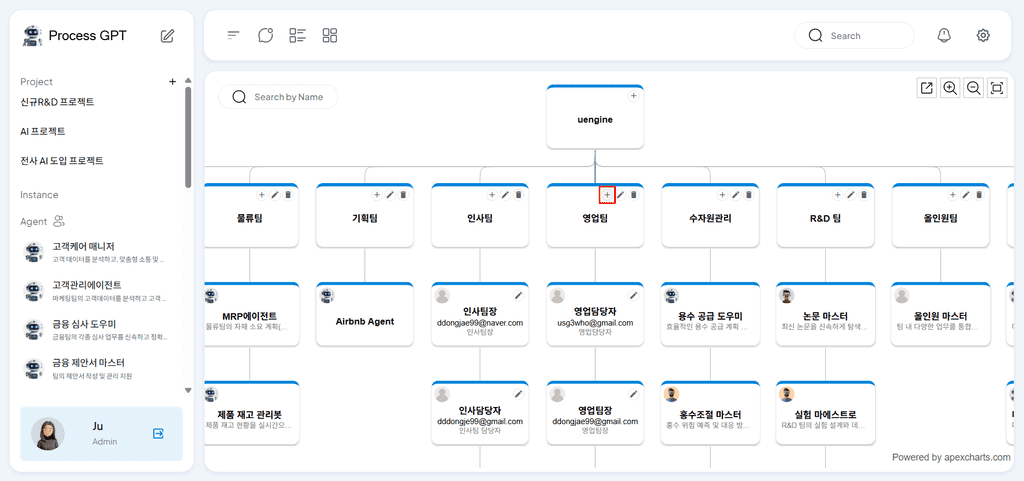 Process GPT
Project
신규R&D 프로젝트
AI 프로젝트
전사 AI 도입 프로젝트
Instance
Agent
고객케어 매니저
고객 데이터를 분석하고, 맞춤형 소통 및 ...
고객관리에이전트
마케팅팀의 고객데이터를 분석하고 고객 ...
금융 심사 도우미
금융팀의 각종 심사 업무를 신속하고 정확...
금융 제안서 마스터
팀의 제안서 작성 및 관리 지원
Ju
Admin
Search
Search by Name
uengine
물류팀
기획팀
인사팀
영업팀
수자원관리
R&D 팀
올인원팀
MRP에이전트
물류팀의 자재 소요 계획(...
Airbnb Agent
인사팀장
ddongjae99@naver.com
인사팀장
영업담당자
usg3who@gmail.com
영업담당자
용수 공급 도우미
효율적인 용수 공급 계획 ...
논문 마스터
최신 논문을 신속하게 탐색...
올인원 마스터
팀 내 다양한 업무를 통합...
제품 재고 관리봇
제품 재고 현황을 실시간으...
인사담당자
dddongje99@gmail.com
인사팀 담당자
영업팀장
ddongjae99@gmail.com
영업팀장
홍수조절 마스터
홍수 위험 예측 및 대응 방...
실험 마에스트로
R&D 팀의 실험 설계와 데...
Powered by apexcharts.com